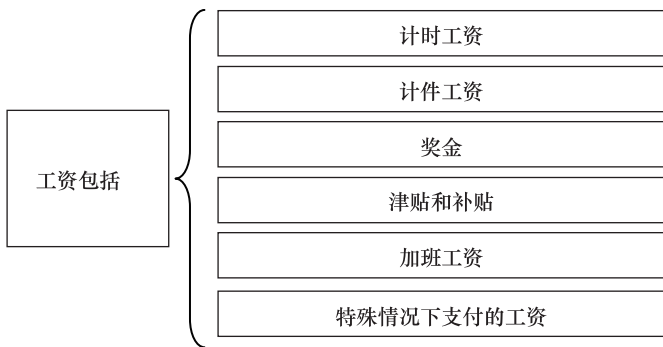 工资包括
计时工资
计件工资
奖金
津贴和补贴
加班工资
特殊情况下支付的工资